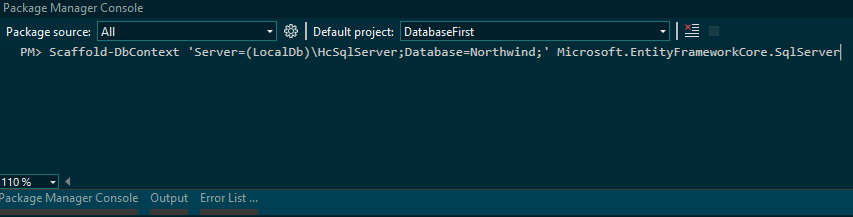 Package Manager Console
Package source: All Default project: DatabaseFirst
PM> Scaffold-DbContext 'Server=(LocalDb)\HcSqlServer;Database=Northwind;' Microsoft.EntityFrameworkCore.SqlServer
110 %
Package Manager Console Output Error List ...